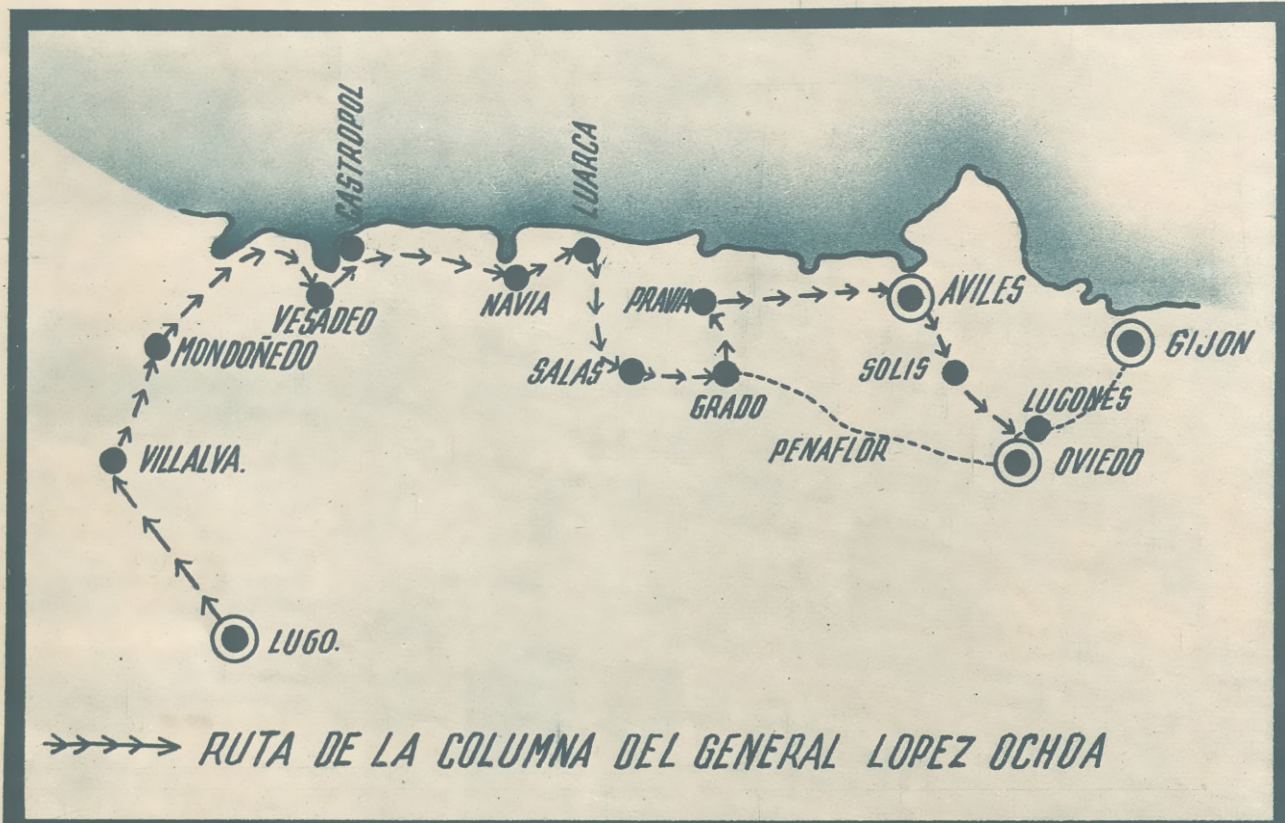 CASTROPOL
LUARCA
VESADEO
NAVIA
PRAVIA
AVILES
GIJON
MONDOÑEDO
SALAS
GRADO
SOLIS
LUGONES
VILLALVA.
PEÑAFLOR
OVIEDO
LUGO.
RUTA DE LA COLUMNA DEL GENERAL LOPEZ OCHOA